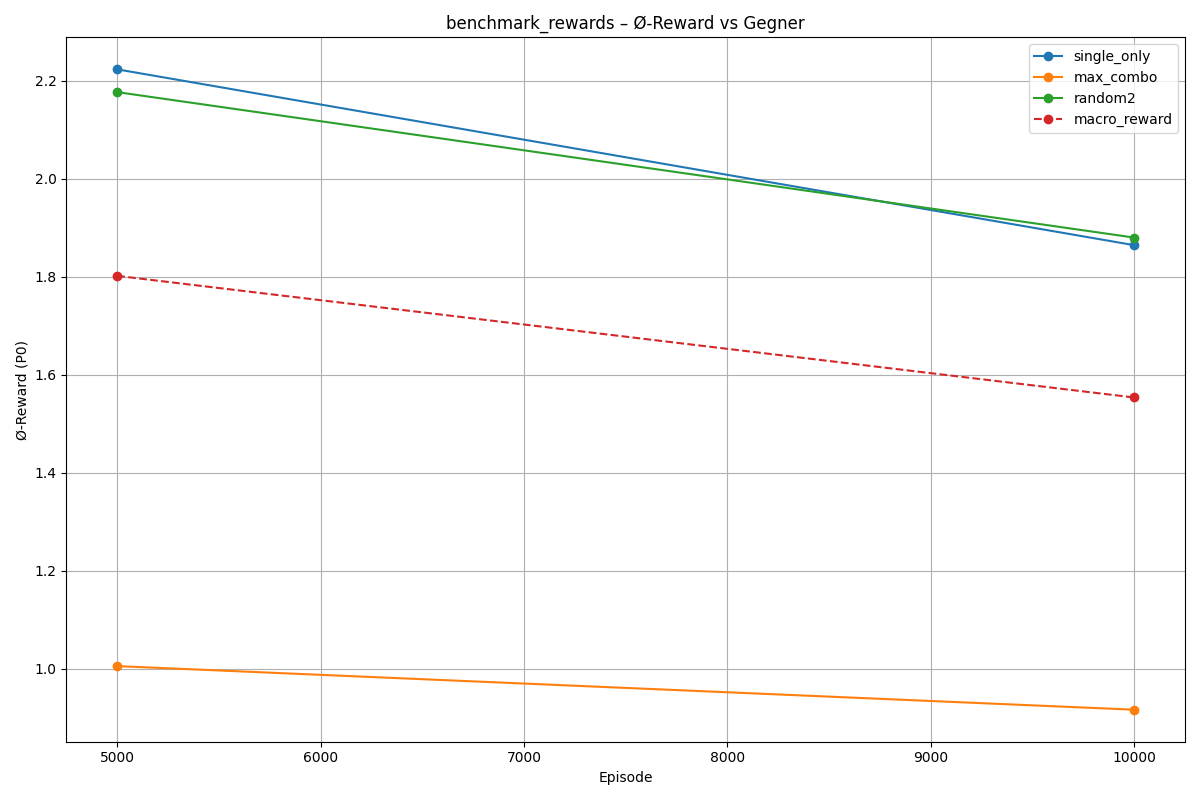 benchmark_rewards – Ø-Reward vs Gegner
single_only
max_combo
random2
macro_reward
Ø-Reward (P0)
2.2
2.0
1.8
1.6
1.4
1.2
1.0
5000 6000 7000 8000 9000 10000
Episode